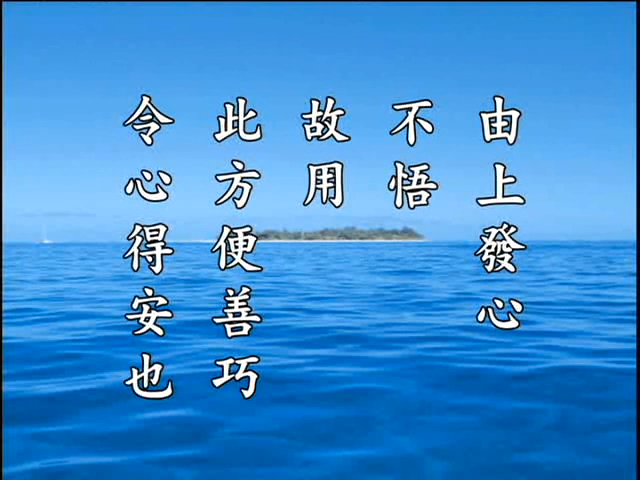 由上發心
不悟
故用
此方便善巧
令心得安也